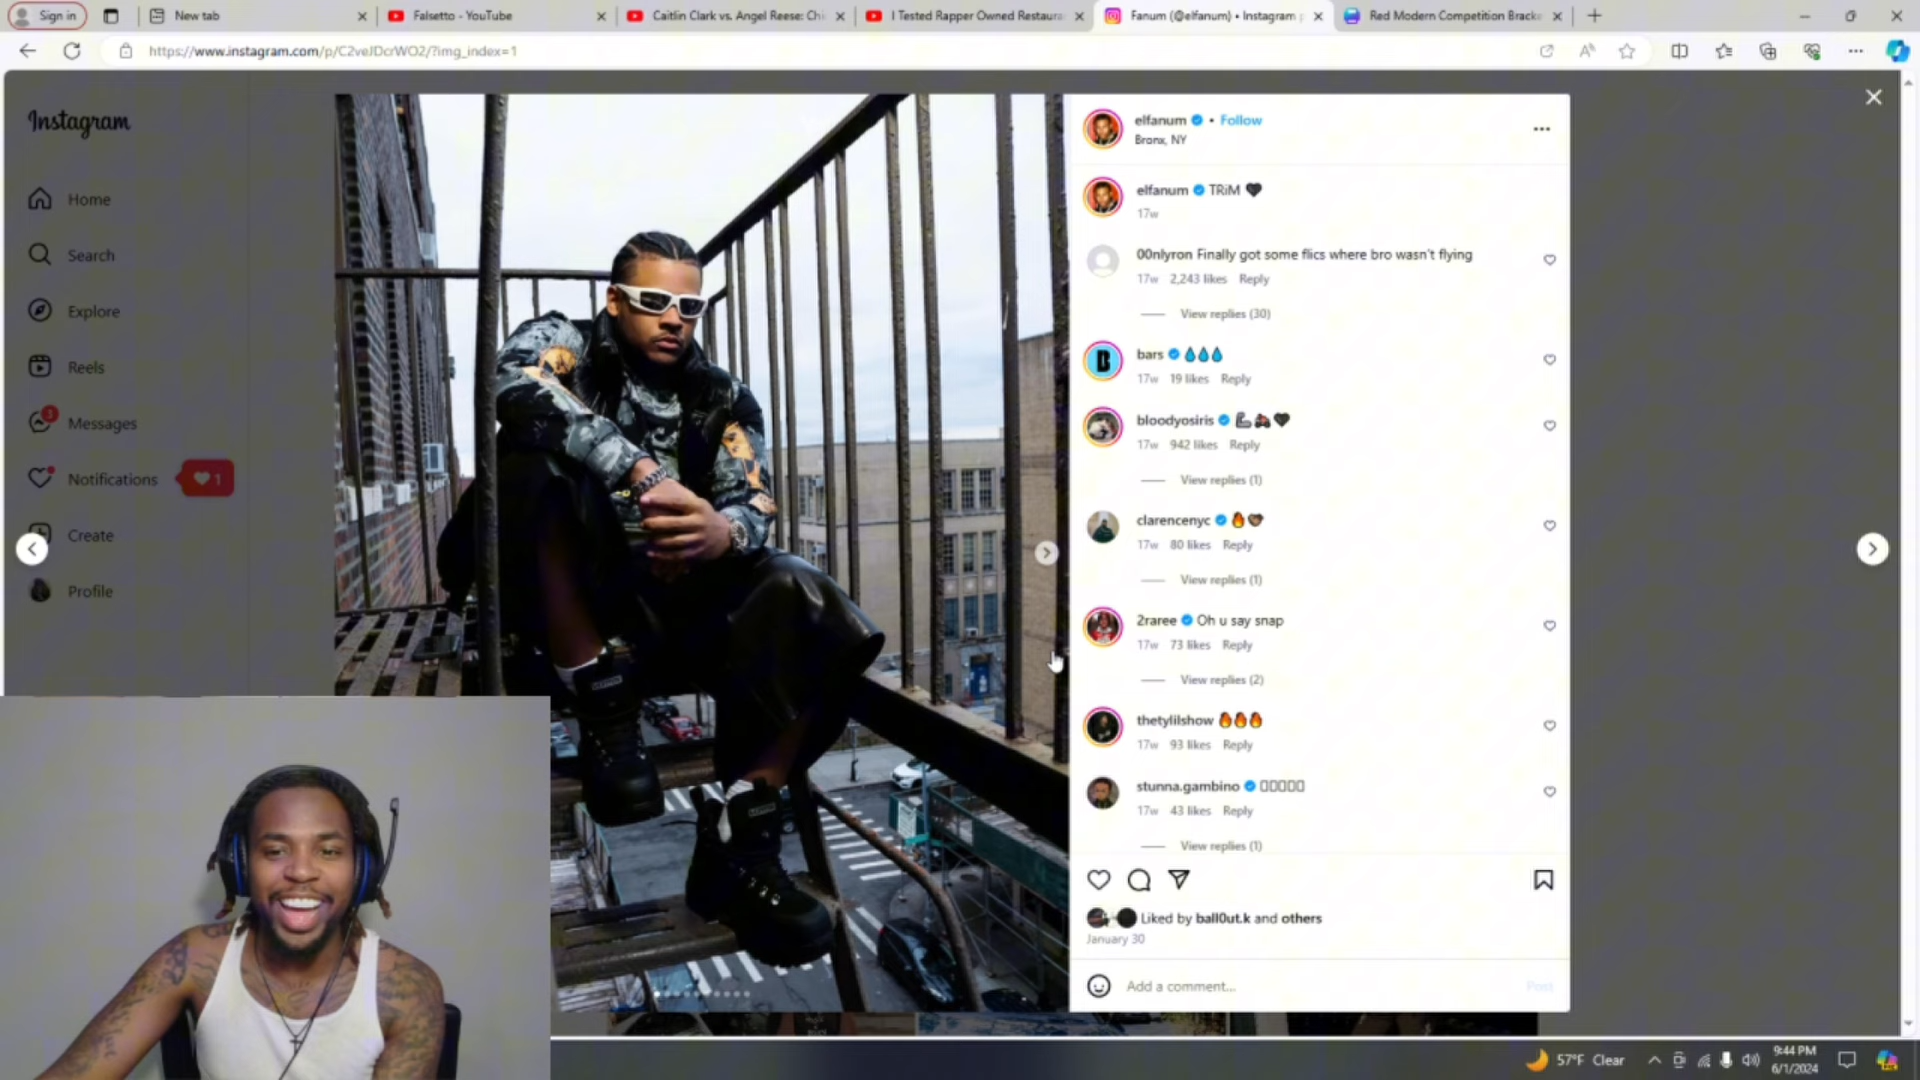 Sign in
New tab
Falsetto - YouTube
Caitlin Clark vs. Angel Reese: Chi
I Tested Rapper Owned Restaura
Fanum (@elfanum) • Instagram p
Red Modern Competition Bracke
https://www.instagram.com/p/C2veJDcrWO2/?img_index=1
Instagram
Home
Search
Explore
Reels
3
Messages
Notifications
1
Create
Profile
elfanum • Follow
Bronx, NY
elfanum TRiM 🖤
17w
00nlyron Finally got some flics where bro wasn't flying
17w 2,243 likes Reply
View replies (30)
B
bars 💧💧💧
17w 19 likes Reply
bloodyosiris
17w 942 likes Reply
View replies (1)
clarencenyc
17w 80 likes Reply
View replies (1)
2raree Oh u say snap
17w 73 likes Reply
View replies (2)
thetylilshow 🔥🔥🔥
17w 93 likes Reply
stunna.gambino ▯▯▯▯▯
17w 43 likes Reply
View replies (1)
Liked by ball0ut.k and others
January 30
Add a comment...
Post
57°F Clear
9:44 PM
6/1/2024